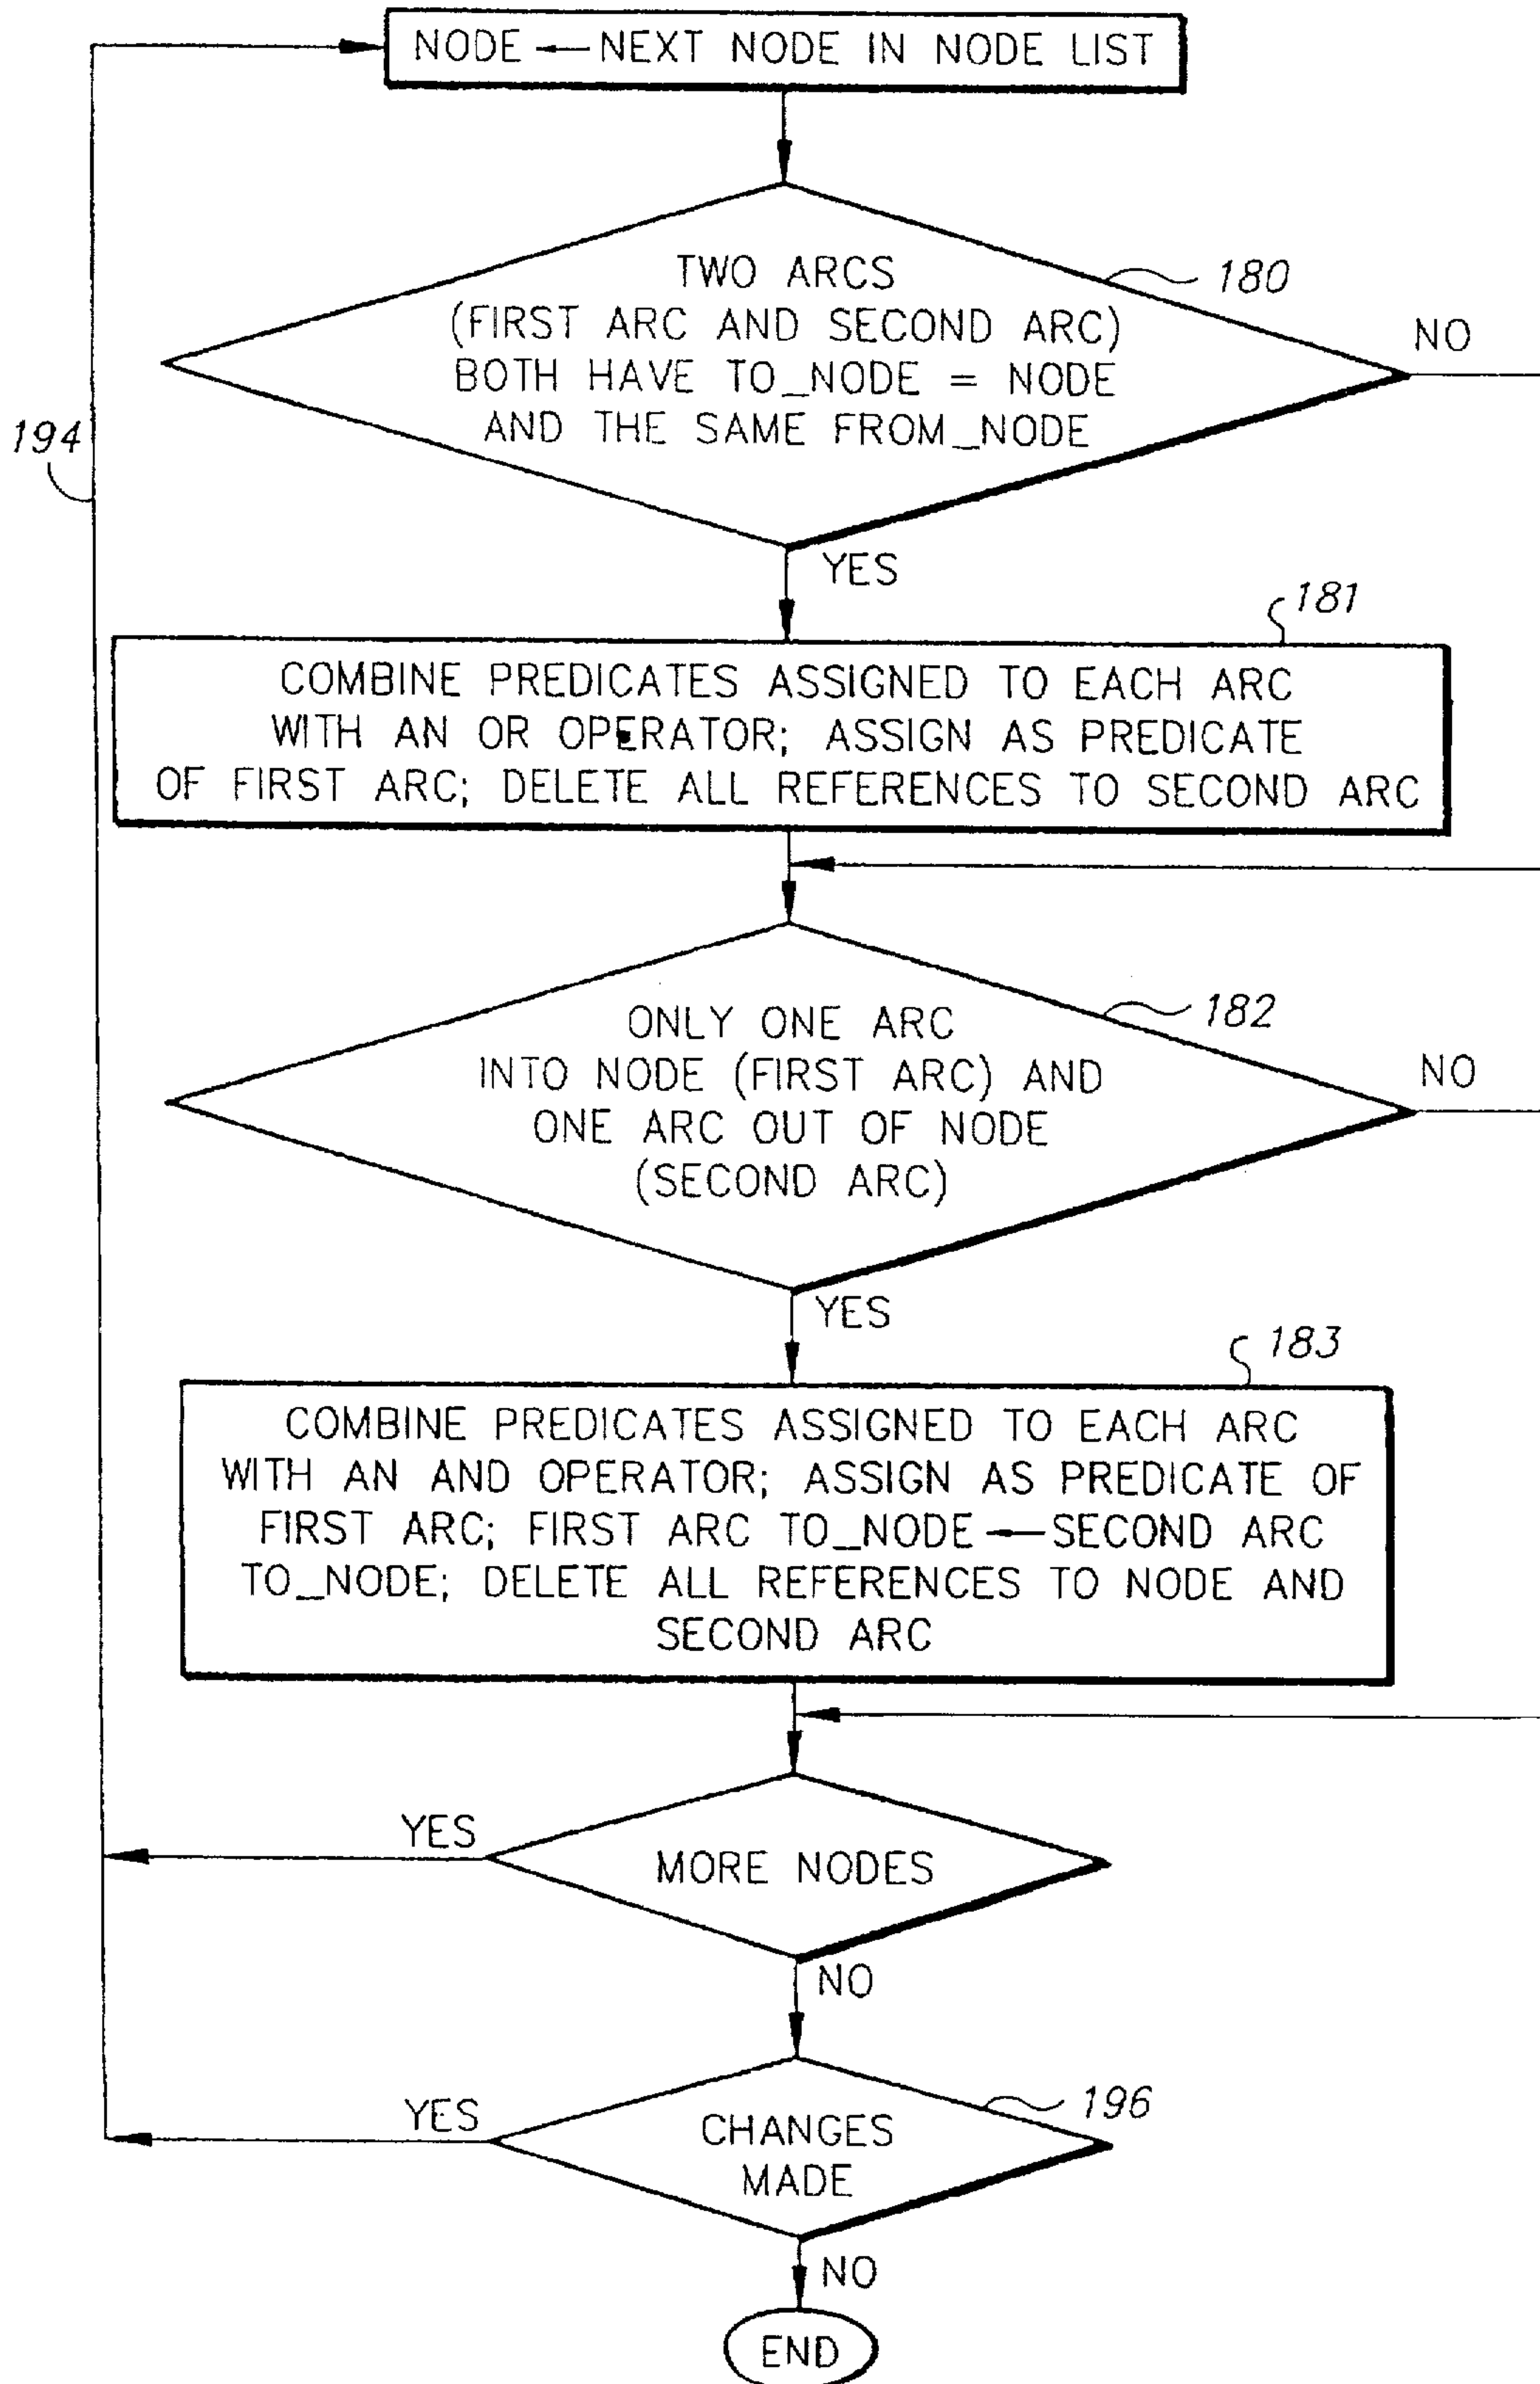 NODE ← NEXT NODE IN NODE LIST
TWO ARCS
(FIRST ARC AND SECOND ARC)
BOTH HAVE TO_NODE = NODE
AND THE SAME FROM_NODE
180
NO
194
YES
181
COMBINE PREDICATES ASSIGNED TO EACH ARC
WITH AN OR OPERATOR; ASSIGN AS PREDICATE
OF FIRST ARC; DELETE ALL REFERENCES TO SECOND ARC
182
ONLY ONE ARC
INTO NODE (FIRST ARC) AND
ONE ARC OUT OF NODE
(SECOND ARC)
NO
YES
183
COMBINE PREDICATES ASSIGNED TO EACH ARC
WITH AN AND OPERATOR; ASSIGN AS PREDICATE OF
FIRST ARC; FIRST ARC TO_NODE ← SECOND ARC
TO_NODE; DELETE ALL REFERENCES TO NODE AND
SECOND ARC
YES
MORE NODES
NO
YES
196
CHANGES
MADE
NO
END